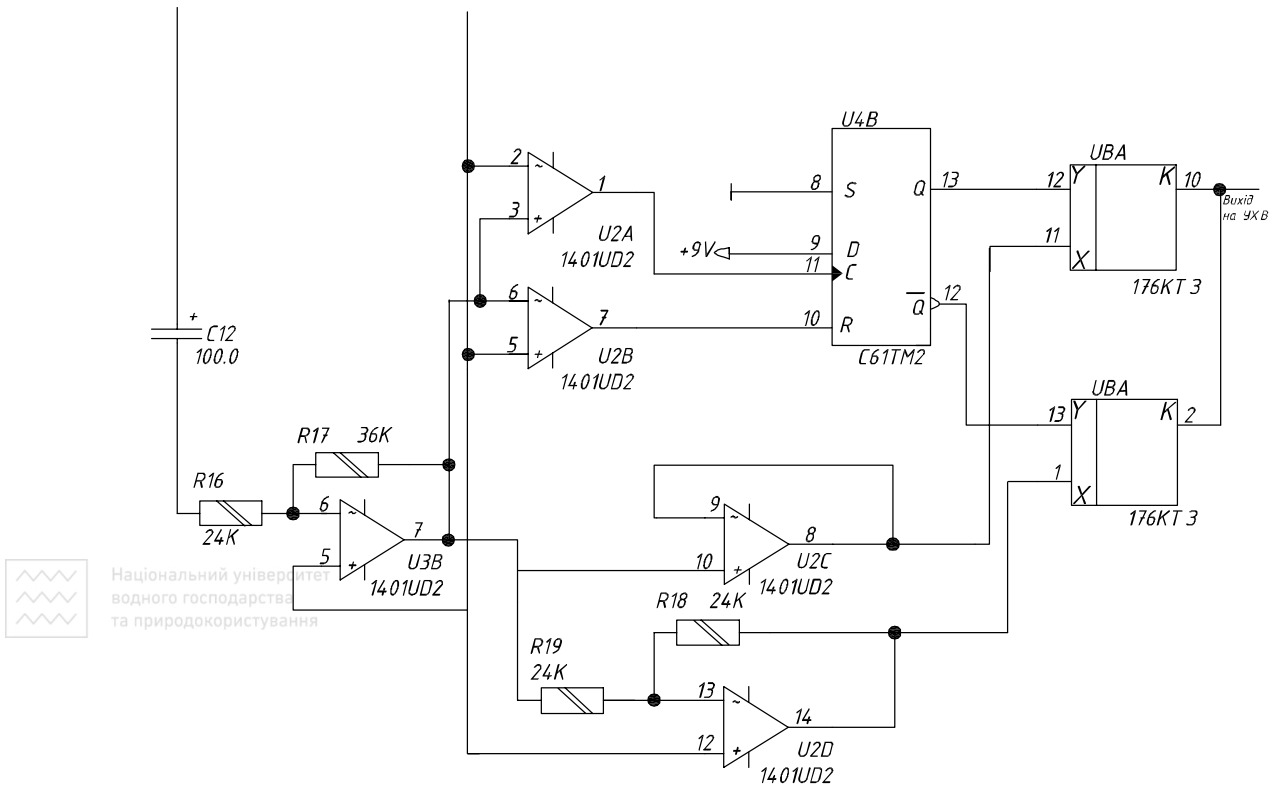 U4B
UBA
2
1
8
S
Q
13
12
Y
K
10
3
+
U2A
1401UD2
Вихід
на УХВ
+9V
9
D
11
C
11
X
176KT 3
6
7
10
R
Q
12
5
+
U2B
1401UD2
C61TM2
+
C12
100.0
UBA
13
Y
K
2
R17
36K
1
X
176KT 3
R16
24K
6
7
5
+
U3B
1401UD2
9
8
10
+
U2C
1401UD2
Національний університет
водного господарства
та природокористування
R18
24K
R19
24K
13
14
12
+
U2D
1401UD2